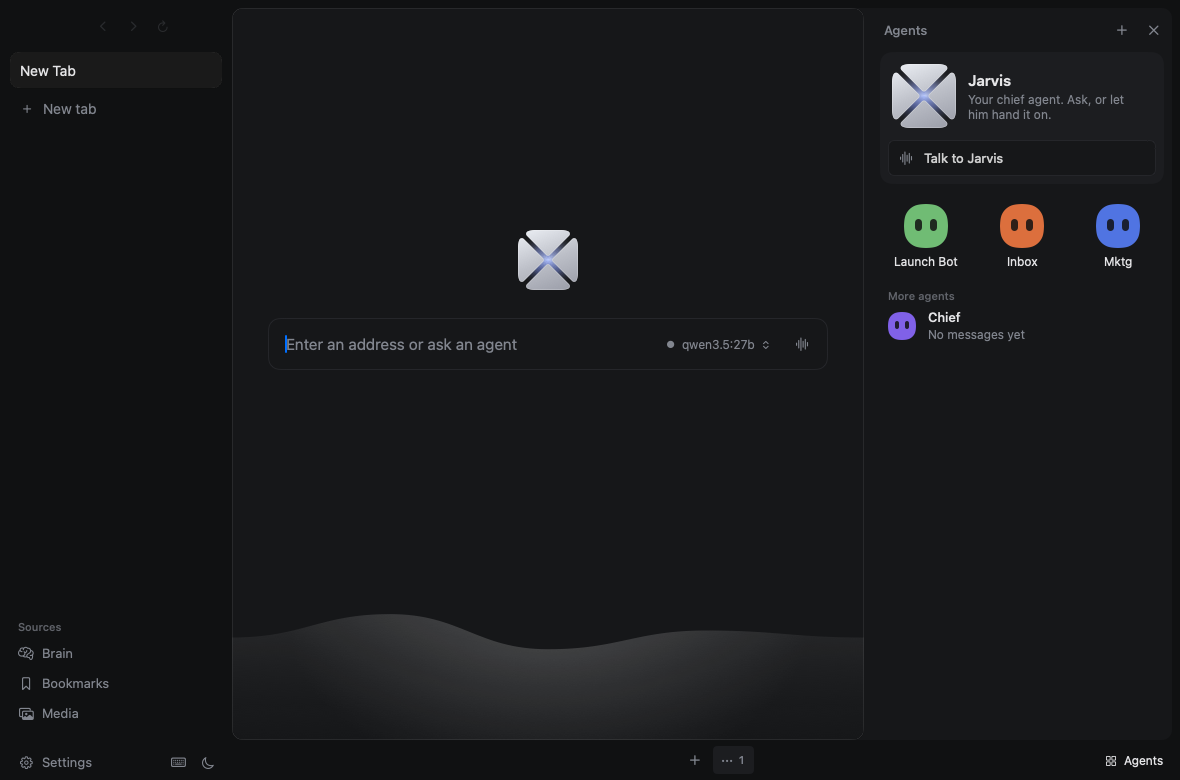 New Tab
New tab
Sources
Brain
Bookmarks
Media
Settings
Enter an address or ask an agent
qwen3.5:27b
1
Agents
Jarvis
Your chief agent. Ask, or let
him hand it on.
Talk to Jarvis
Launch Bot
Inbox
Mktg
More agents
Chief
No messages yet
Agents